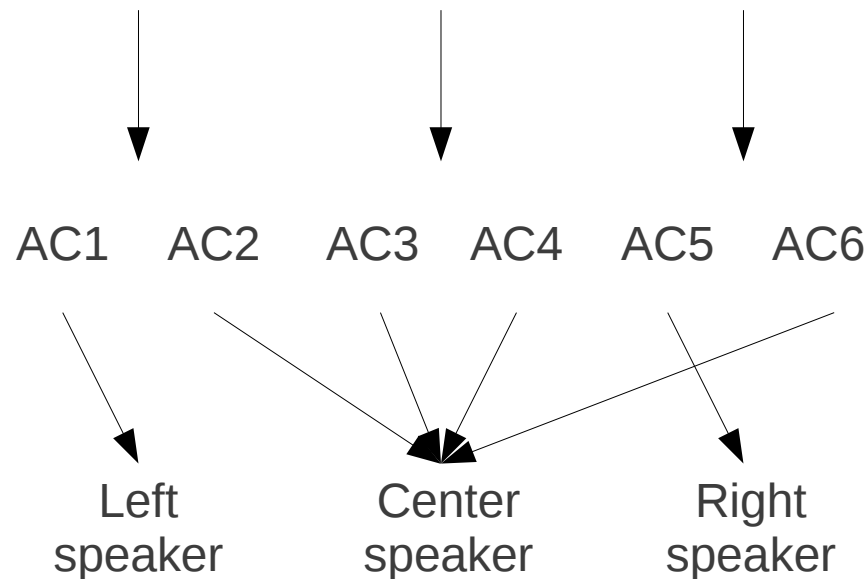 AC1 AC2 AC3 AC4 AC5 AC6
Left Center Right
speaker speaker speaker